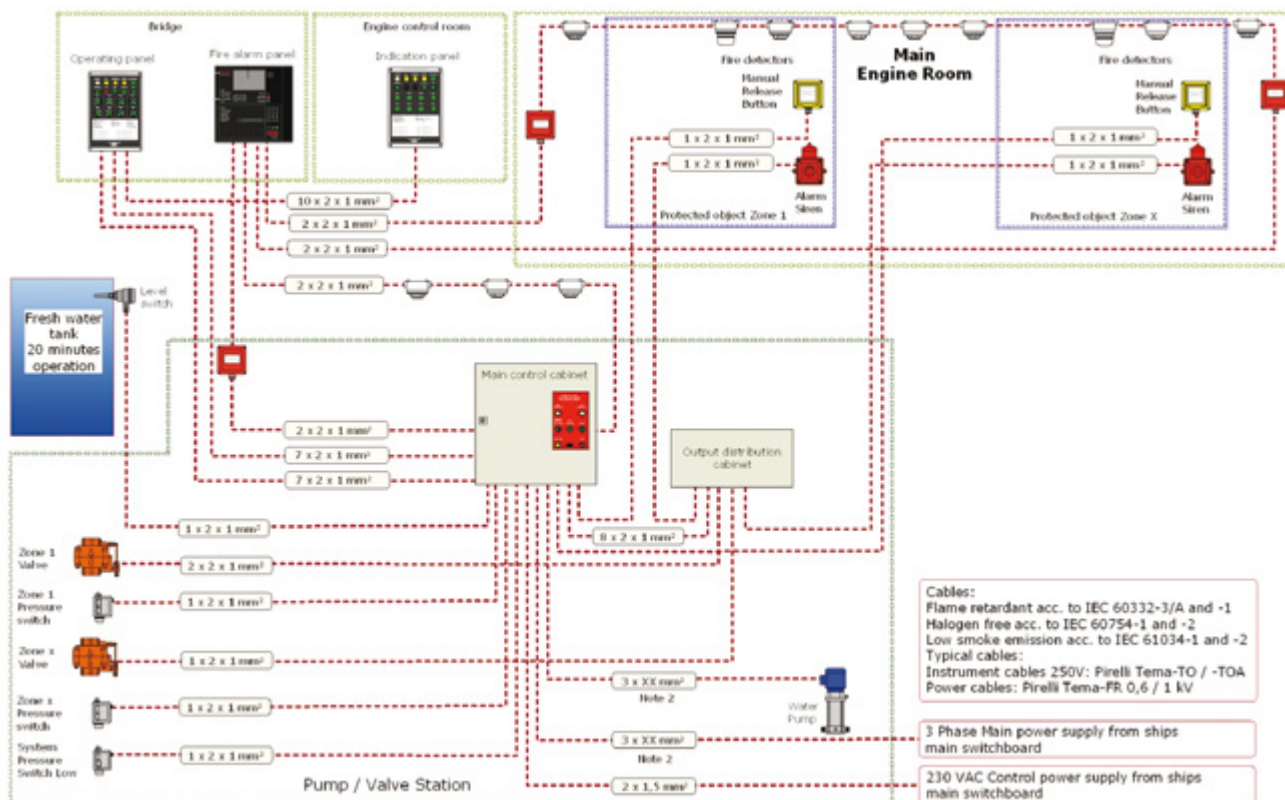 Bridge
Engine control room
Operating panel
Fire alarm panel
Indication panel
Main
Engine Room
Fire detectors
Manual
Release
Button
Fire detectors
Manual
Release
Button
1 x 2 x 1 mm²
1 x 2 x 1 mm²
1 x 2 x 1 mm²
1 x 2 x 1 mm²
10 x 2 x 1 mm²
2 x 2 x 1 mm²
2 x 2 x 1 mm²
Alarm
Siren
Alarm
Siren
Protected object Zone 1
Protected object Zone X
2 x 2 x 1 mm²
Level
switch
Fresh water
tank
20 minutes
operation
Main control cabinet
Output distribution
cabinet
2 x 2 x 1 mm²
7 x 2 x 1 mm²
7 x 2 x 1 mm²
1 x 2 x 1 mm²
8 x 2 x 1 mm²
Zone 1
Valve
2 x 2 x 1 mm²
Zone 1
Pressure
switch
1 x 2 x 1 mm²
Zone x
Valve
1 x 2 x 1 mm²
Zone x
Pressure
switch
1 x 2 x 1 mm²
System
Pressure
Switch Low
1 x 2 x 1 mm²
3 x XX mm²
Note 2
Water
Pump
3 x XX mm²
Note 2
2 x 1,5 mm²
Pump / Valve Station
Cables:
Flame retardant acc. to IEC 60332-3/A and -1
Halogen free acc. to IEC 60754-1 and -2
Low smoke emission acc. to IEC 61034-1 and -2
Typical cables:
Instrument cables 250V: Pirelli Tema-TO / -TOA
Power cables: Pirelli Tema-FR 0,6 / 1 kV
3 Phase Main power supply from ships
main switchboard
230 VAC Control power supply from ships
main switchboard